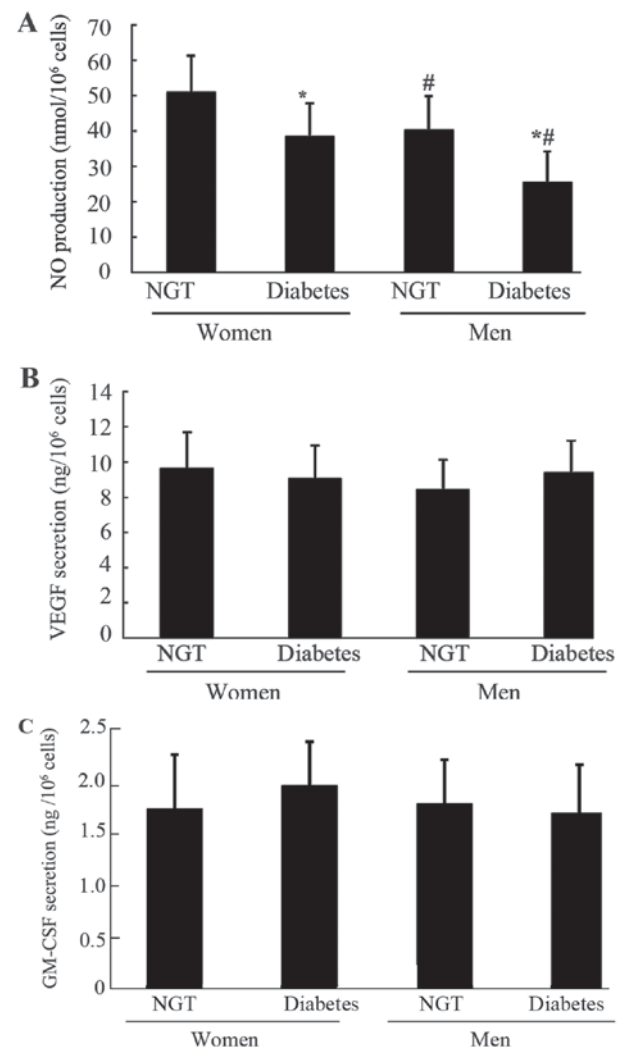 A
NO production (nmol/10⁶ cells)
70
60
50
40
30
20
10
0
*
#
*#
NGT Diabetes NGT Diabetes
Women Men
B
VEGF secretion (ng/10⁶ cells)
14
12
10
8
6
4
2
0
NGT Diabetes NGT Diabetes
Women Men
C
GM-CSF secretion (ng /10⁶ cells)
2.5
2.0
1.5
1.0
0.5
0
NGT Diabetes NGT Diabetes
Women Men